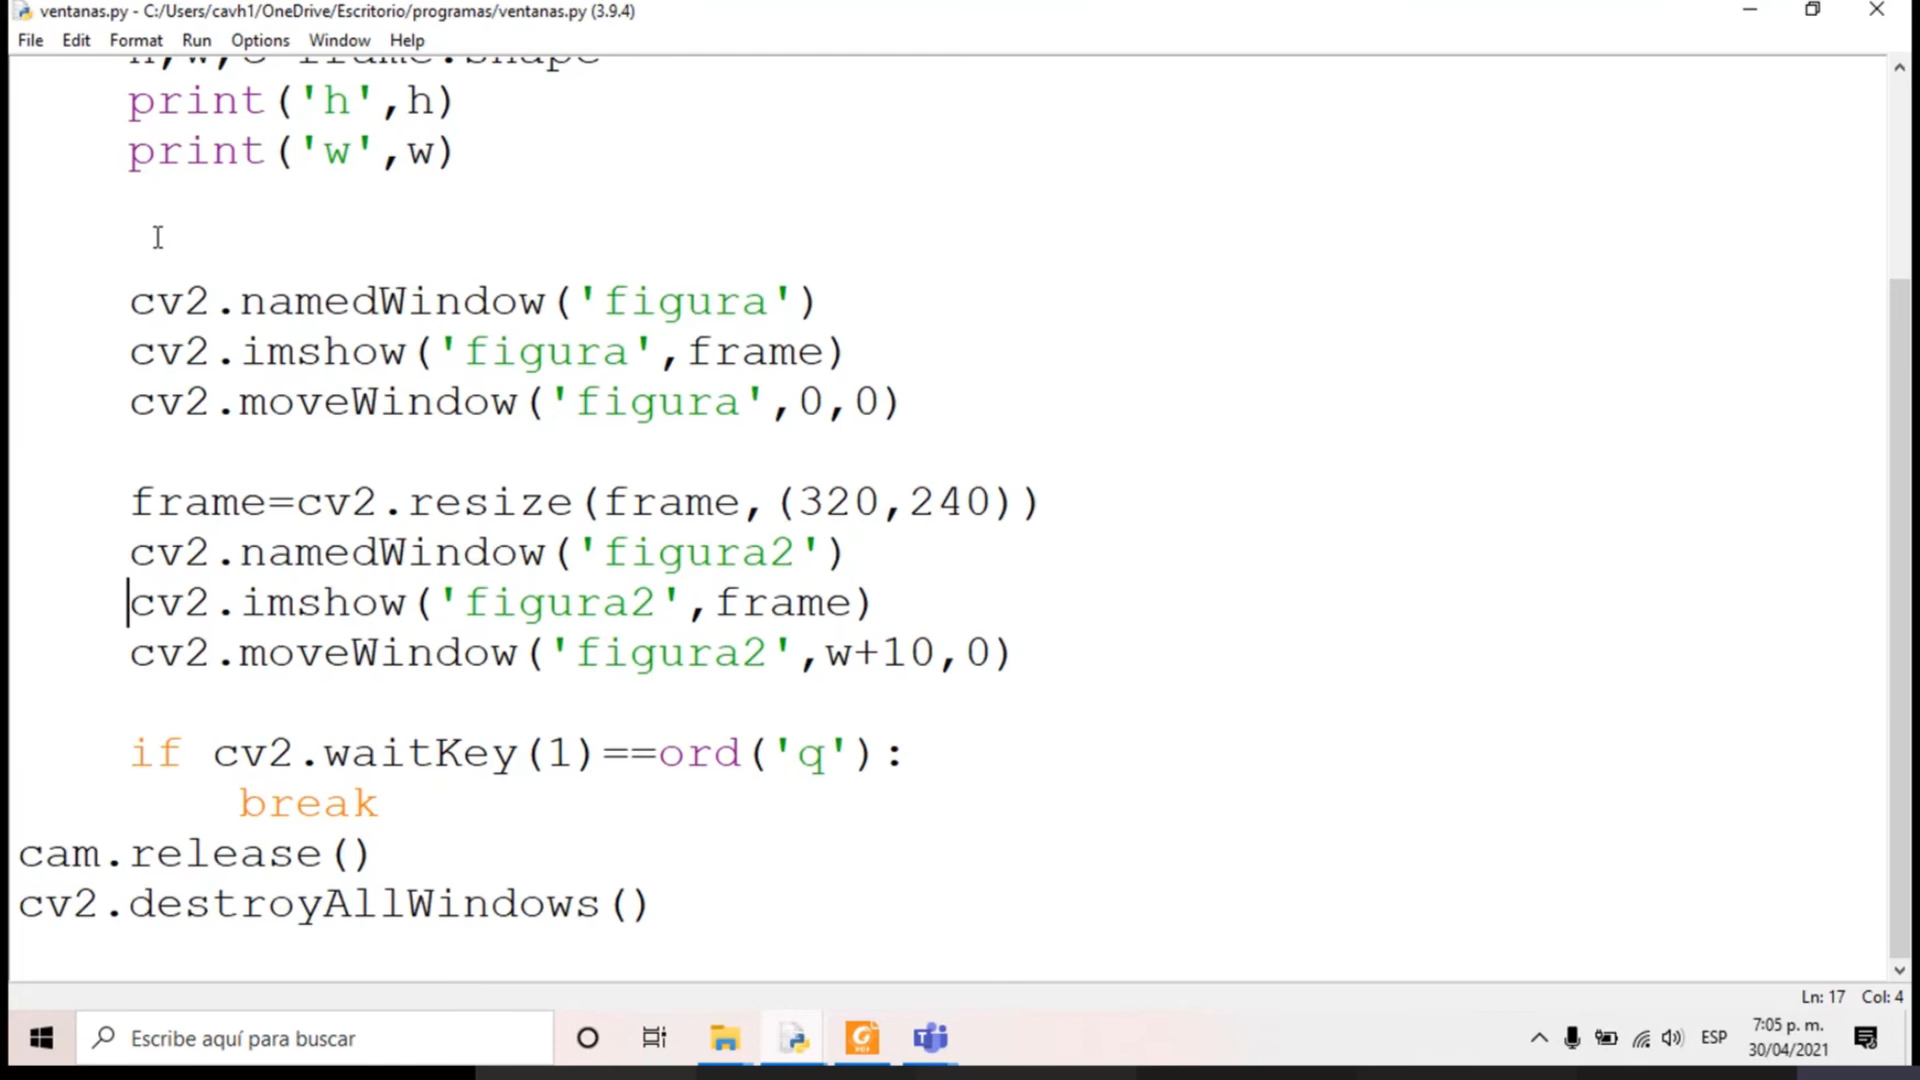 ventanas.py - C:/Users/cavh1/OneDrive/Escritorio/programas/ventanas.py (3.9.4)
File Edit Format Run Options Window Help
print('h',h)
print('w',w)
cv2.namedWindow('figura')
cv2.imshow('figura',frame)
cv2.moveWindow('figura',0,0)
frame=cv2.resize(frame,(320,240))
cv2.namedWindow('figura2')
cv2.imshow('figura2',frame)
cv2.moveWindow('figura2',w+10,0)
if cv2.waitKey(1)==ord('q'):
break
cam.release()
cv2.destroyAllWindows()
Ln: 17 Col: 4
Escribe aquí para buscar
ESP
7:05 p. m.
30/04/2021